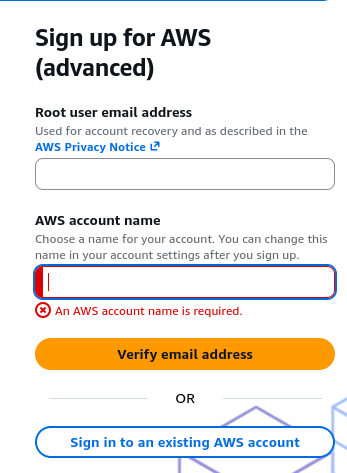 Sign up for AWS
(advanced)
Root user email address
Used for account recovery and as described in the
AWS Privacy Notice
AWS account name
Choose a name for your account. You can change this
name in your account settings after you sign up.
An AWS account name is required.
Verify email address
OR
Sign in to an existing AWS account